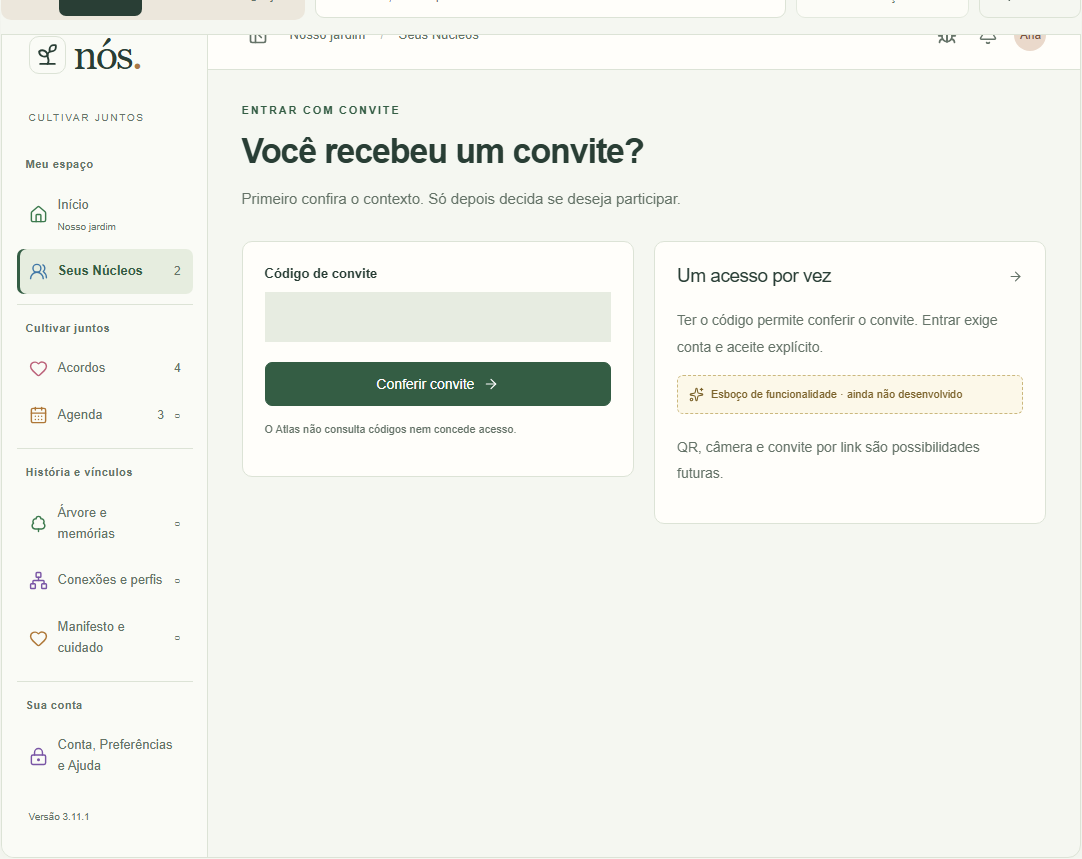 nós.
CULTIVAR JUNTOS
Meu espaço
Início
Nosso jardim
Seus Núcleos 2
Cultivar juntos
Acordos 4
Agenda 3
História e vínculos
Árvore e
memórias
Conexões e perfis
Manifesto e
cuidado
Sua conta
Conta, Preferências
e Ajuda
Versão 3.11.1
Nosso jardim / Seus Núcleos
Ana
ENTRAR COM CONVITE
Você recebeu um convite?
Primeiro confira o contexto. Só depois decida se deseja participar.
Código de convite
Conferir convite
O Atlas não consulta códigos nem concede acesso.
Um acesso por vez
Ter o código permite conferir o convite. Entrar exige
conta e aceite explícito.
Esboço de funcionalidade · ainda não desenvolvido
QR, câmera e convite por link são possibilidades
futuras.